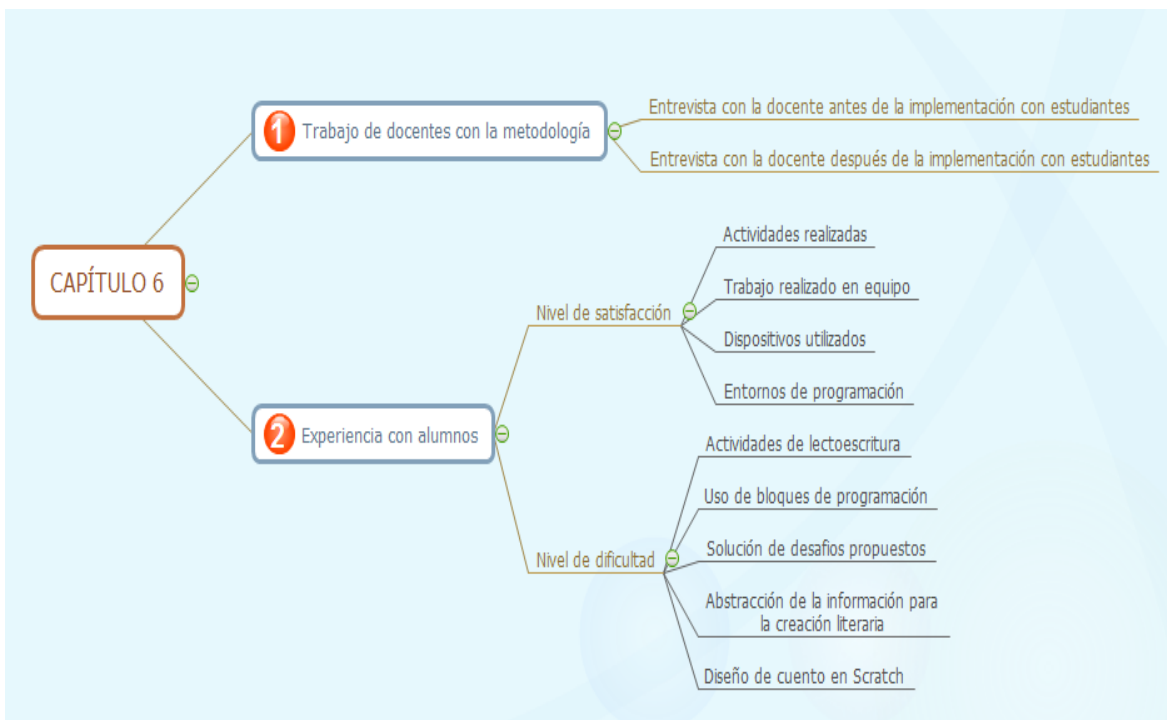 CAPÍTULO 6
1 Trabajo de docentes con la metodología
Entrevista con la docente antes de la implementación con estudiantes
Entrevista con la docente después de la implementación con estudiantes
2 Experiencia con alumnos
Nivel de satisfacción
Actividades realizadas
Trabajo realizado en equipo
Dispositivos utilizados
Entornos de programación
Nivel de dificultad
Actividades de lectoescritura
Uso de bloques de programación
Solución de desafios propuestos
Abstracción de la información para
la creación literaria
Diseño de cuento en Scratch